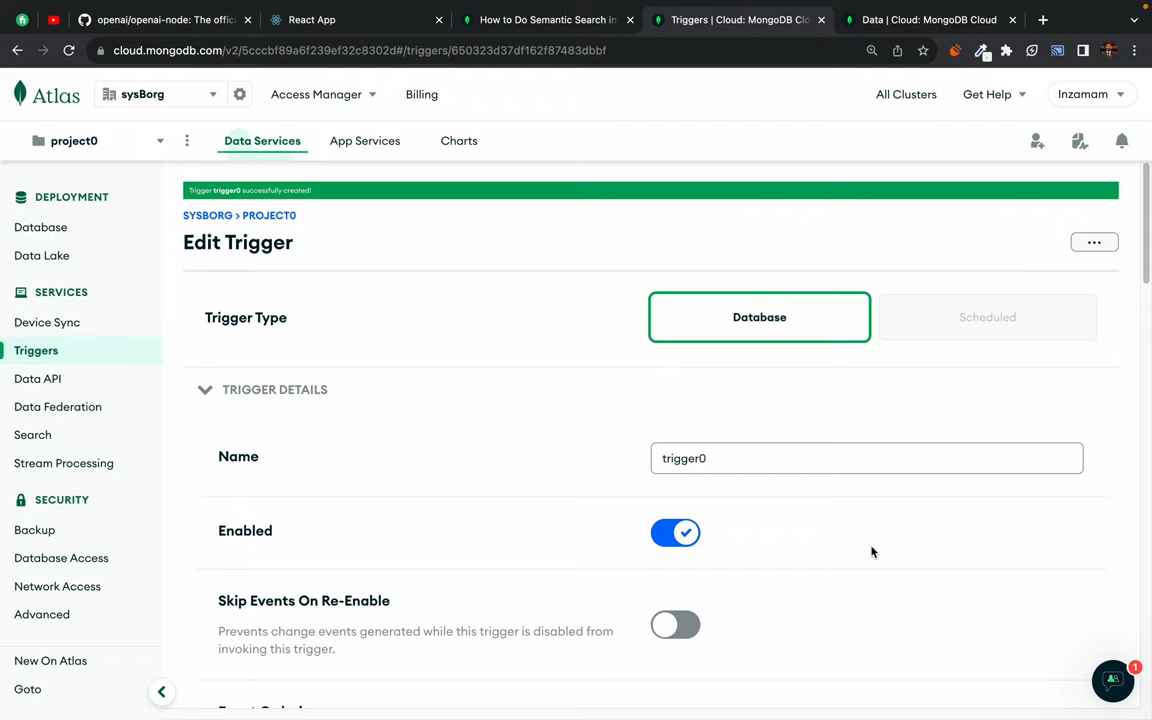 openai/openai-node: The offici
React App
How to Do Semantic Search in
Triggers | Cloud: MongoDB Clo
Data | Cloud: MongoDB Cloud
cloud.mongodb.com/v2/5cccbf89a6f239ef32c8302d#/triggers/650323d37df162f87483dbbf
Atlas
sysBorg
Access Manager
Billing
All Clusters
Get Help
Inzamam
project0
Data Services
App Services
Charts
DEPLOYMENT
Database
Data Lake
SERVICES
Device Sync
Triggers
Data API
Data Federation
Search
Stream Processing
SECURITY
Backup
Database Access
Network Access
Advanced
New On Atlas
Goto
Trigger trigger0 successfully created!
SYSBORG > PROJECT0
Edit Trigger
Trigger Type
Database
Scheduled
TRIGGER DETAILS
Name
trigger0
Enabled
Skip Events On Re-Enable
Prevents change events generated while this trigger is disabled from
invoking this trigger.
1